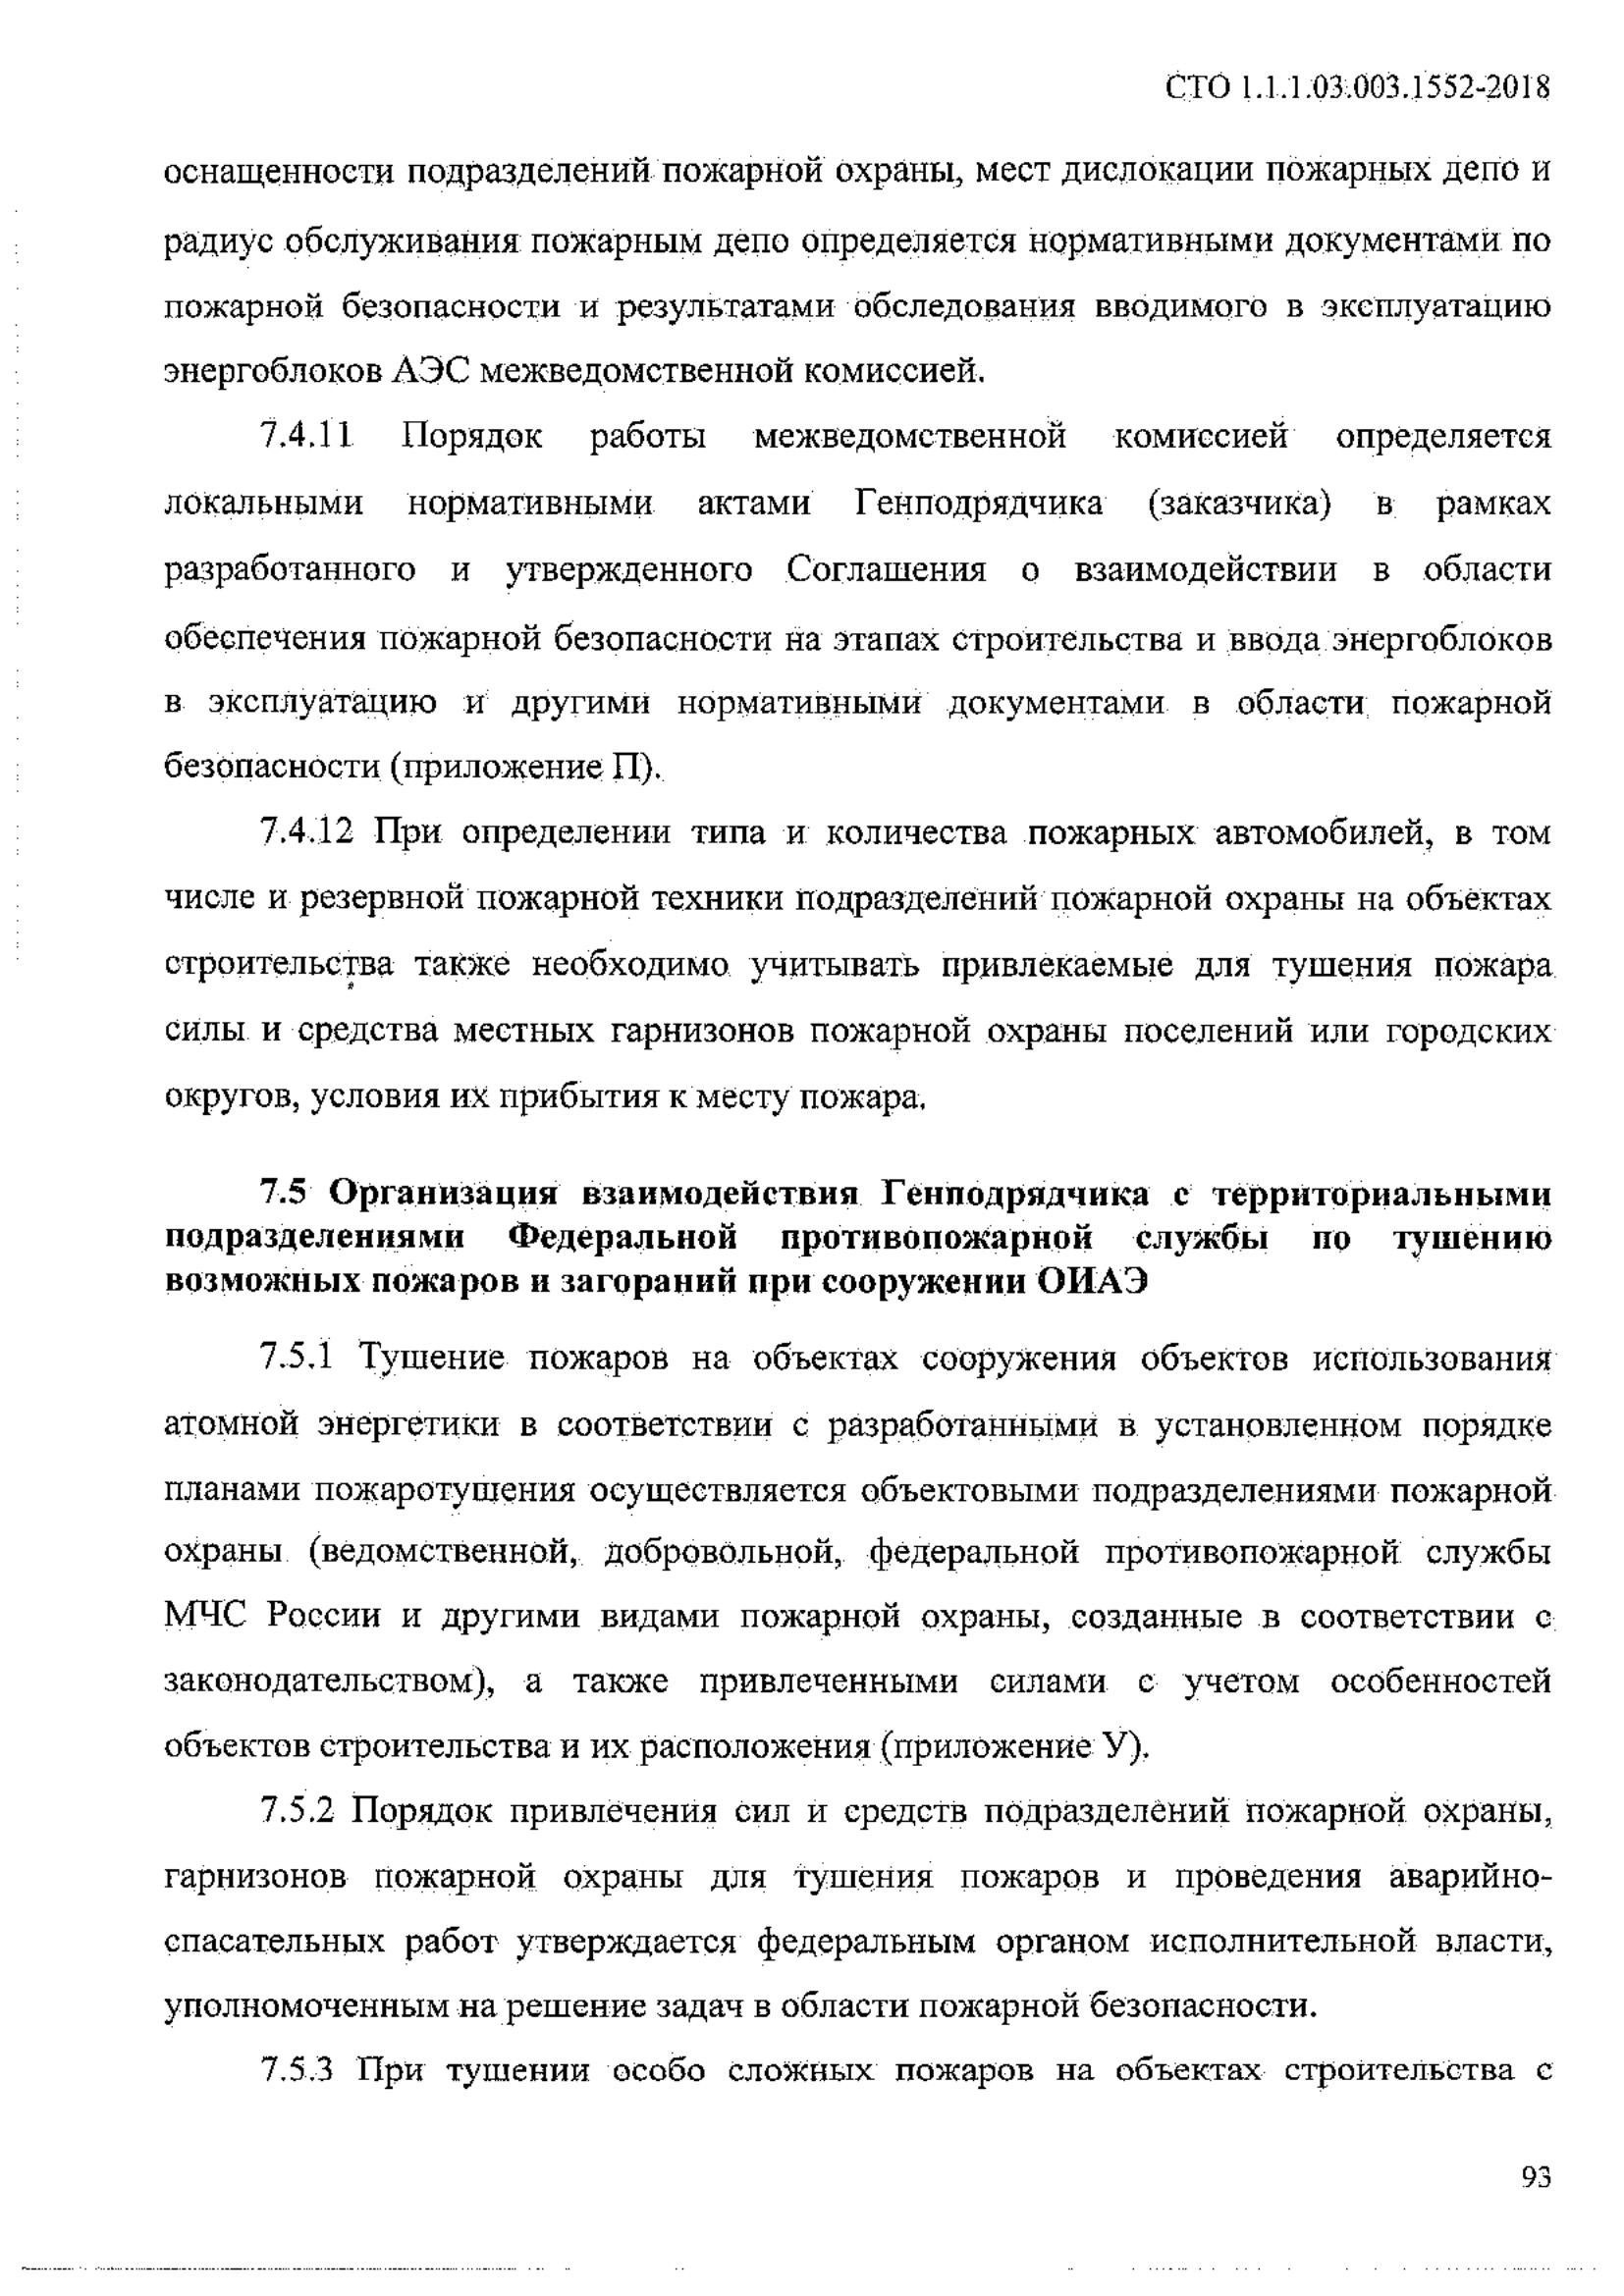 СТО 1.1.1.03.003.1552-2018
оснащенности подразделений пожарной охраны, мест дислокации пожарных депо и
радиус обслуживания пожарным депо определяется нормативными документами по
пожарной безопасности и результатами обследования вводимого в эксплуатацию
энергоблоков АЭС межведомственной комиссией.
7.4.11 Порядок работы межведомственной комиссией определяется
локальными нормативными актами Генподрядчика (заказчика) в рамках
разработанного и утвержденного Соглашения о взаимодействии в области
обеспечения пожарной безопасности на этапах строительства и ввода энергоблоков
в эксплуатацию и другими нормативными документами в области пожарной
безопасности (приложение П).
7.4.12 При определении типа и количества пожарных автомобилей, в том
числе и резервной пожарной техники подразделений пожарной охраны на объектах
строительства также необходимо учитывать привлекаемые для тушения пожара
силы и средства местных гарнизонов пожарной охраны поселений или городских
округов, условия их прибытия к месту пожара.
7.5 Организация взаимодействия Генподрядчика с территориальными
подразделениями Федеральной противопожарной службы по тушению
возможных пожаров и загораний при сооружении ОИАЭ
7.5.1 Тушение пожаров на объектах сооружения объектов использования
атомной энергетики в соответствии с разработанными в установленном порядке
планами пожаротушения осуществляется объектовыми подразделениями пожарной
охраны (ведомственной, добровольной, федеральной противопожарной службы
МЧС России и другими видами пожарной охраны, созданные в соответствии с
законодательством), а также привлеченными силами с учетом особенностей
объектов строительства и их расположения (приложение У).
7.5.2 Порядок привлечения сил и средств подразделений пожарной охраны,
гарнизонов пожарной охраны для тушения пожаров и проведения аварийно-
спасательных работ утверждается федеральным органом исполнительной власти,
уполномоченным на решение задач в области пожарной безопасности.
7.5.3 При тушении особо сложных пожаров на объектах строительства с
93